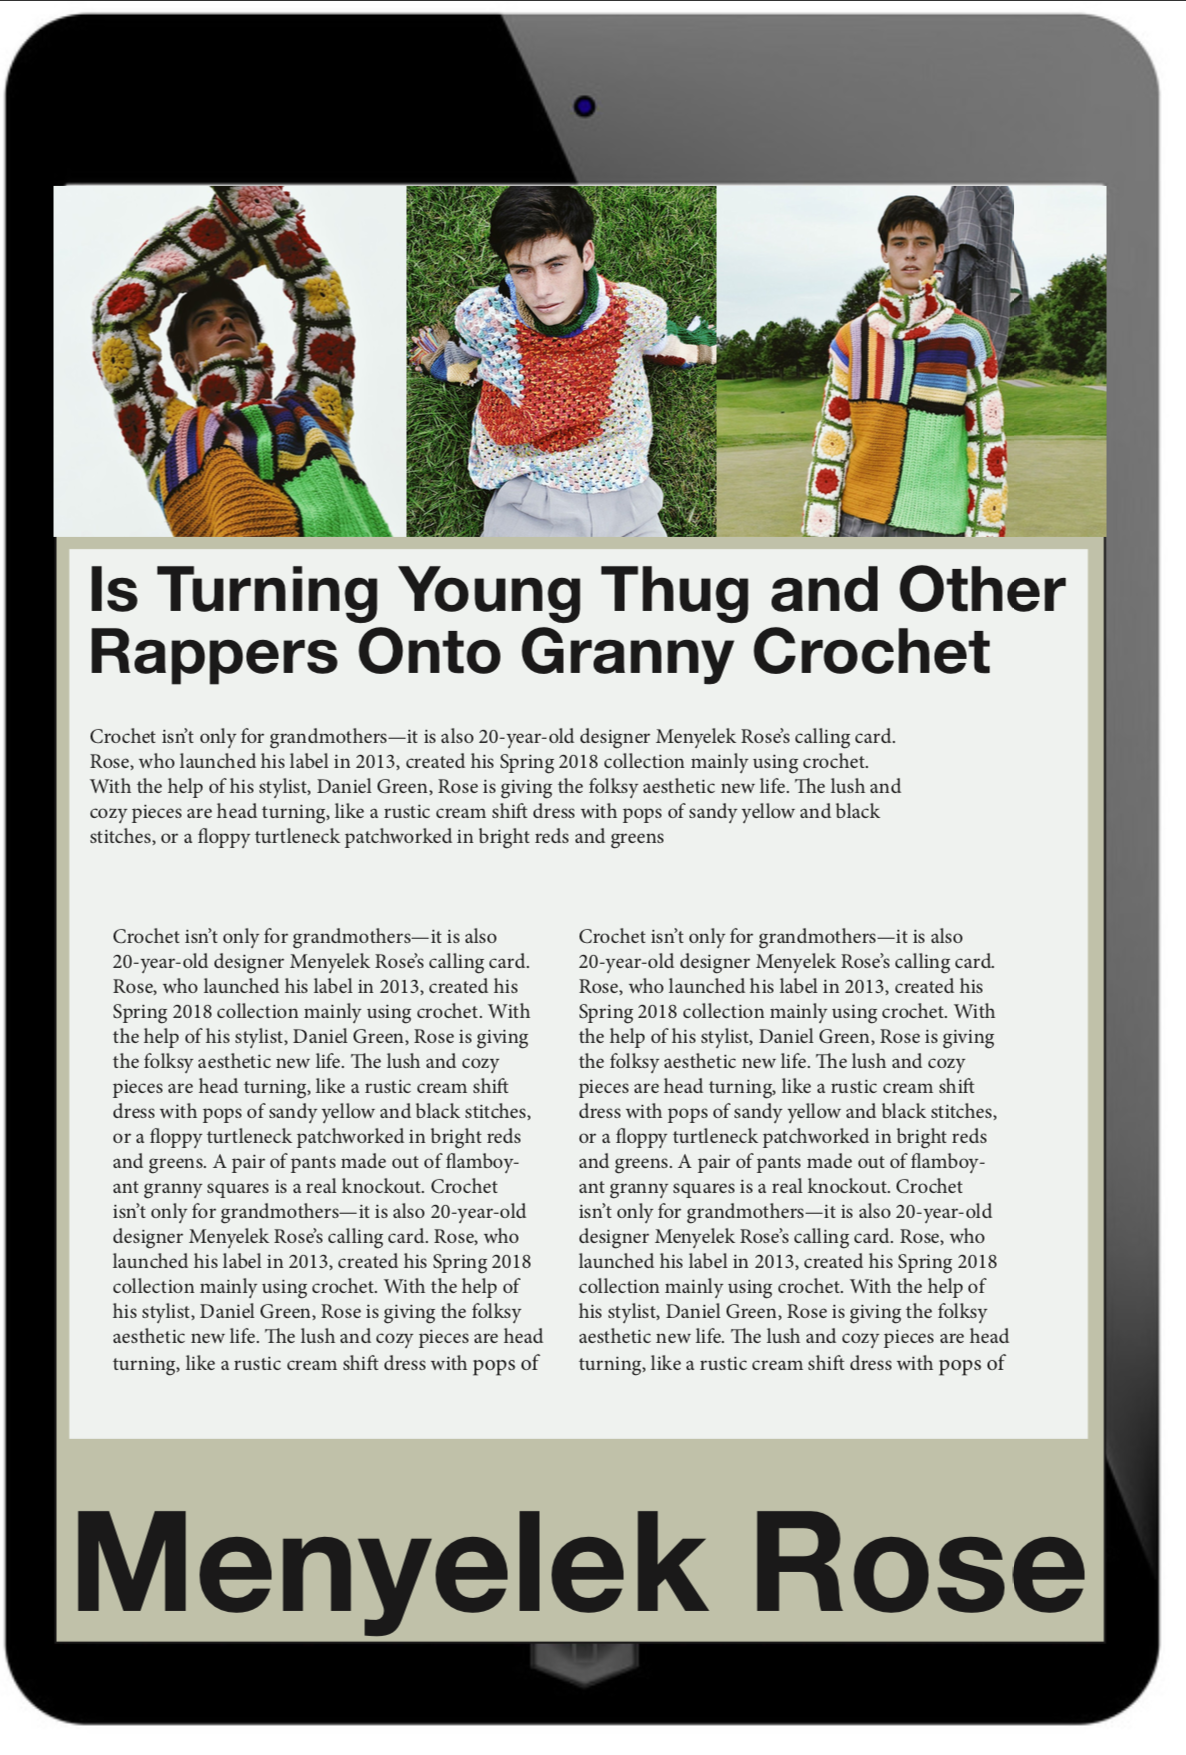 Is Turning Young Thug and Other
Rappers Onto Granny Crochet
Crochet isn’t only for grandmothers—it is also 20-year-old designer Menyelek Rose’s calling card.
Rose, who launched his label in 2013, created his Spring 2018 collection mainly using crochet.
With the help of his stylist, Daniel Green, Rose is giving the folksy aesthetic new life. The lush and
cozy pieces are head turning, like a rustic cream shift dress with pops of sandy yellow and black
stitches, or a floppy turtleneck patchworked in bright reds and greens
Crochet isn’t only for grandmothers—it is also
20-year-old designer Menyelek Rose’s calling card.
Rose, who launched his label in 2013, created his
Spring 2018 collection mainly using crochet. With
the help of his stylist, Daniel Green, Rose is giving
the folksy aesthetic new life. The lush and cozy
pieces are head turning, like a rustic cream shift
dress with pops of sandy yellow and black stitches,
or a floppy turtleneck patchworked in bright reds
and greens. A pair of pants made out of flamboy-
ant granny squares is a real knockout. Crochet
isn’t only for grandmothers—it is also 20-year-old
designer Menyelek Rose’s calling card. Rose, who
launched his label in 2013, created his Spring 2018
collection mainly using crochet. With the help of
his stylist, Daniel Green, Rose is giving the folksy
aesthetic new life. The lush and cozy pieces are head
turning, like a rustic cream shift dress with pops of
Crochet isn’t only for grandmothers—it is also
20-year-old designer Menyelek Rose’s calling card.
Rose, who launched his label in 2013, created his
Spring 2018 collection mainly using crochet. With
the help of his stylist, Daniel Green, Rose is giving
the folksy aesthetic new life. The lush and cozy
pieces are head turning, like a rustic cream shift
dress with pops of sandy yellow and black stitches,
or a floppy turtleneck patchworked in bright reds
and greens. A pair of pants made out of flamboy-
ant granny squares is a real knockout. Crochet
isn’t only for grandmothers—it is also 20-year-old
designer Menyelek Rose’s calling card. Rose, who
launched his label in 2013, created his Spring 2018
collection mainly using crochet. With the help of
his stylist, Daniel Green, Rose is giving the folksy
aesthetic new life. The lush and cozy pieces are head
turning, like a rustic cream shift dress with pops of
Menyelek Rose